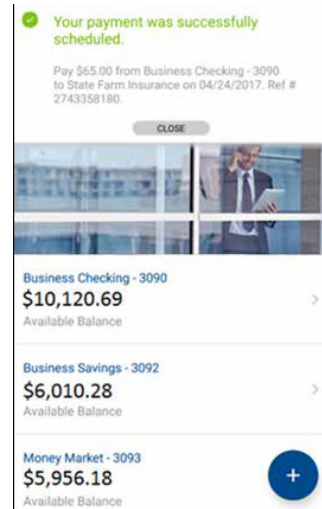 Your payment was successfully
scheduled.
Pay $65.00 from Business Checking - 3090
to State Farm Insurance on 04/24/2017. Ref #
2743358180.
CLOSE
Business Checking - 3090
$10,120.69
Available Balance
Business Savings - 3092
$6,010.28
Available Balance
Money Market - 3093
$5,956.18
Available Balance
+